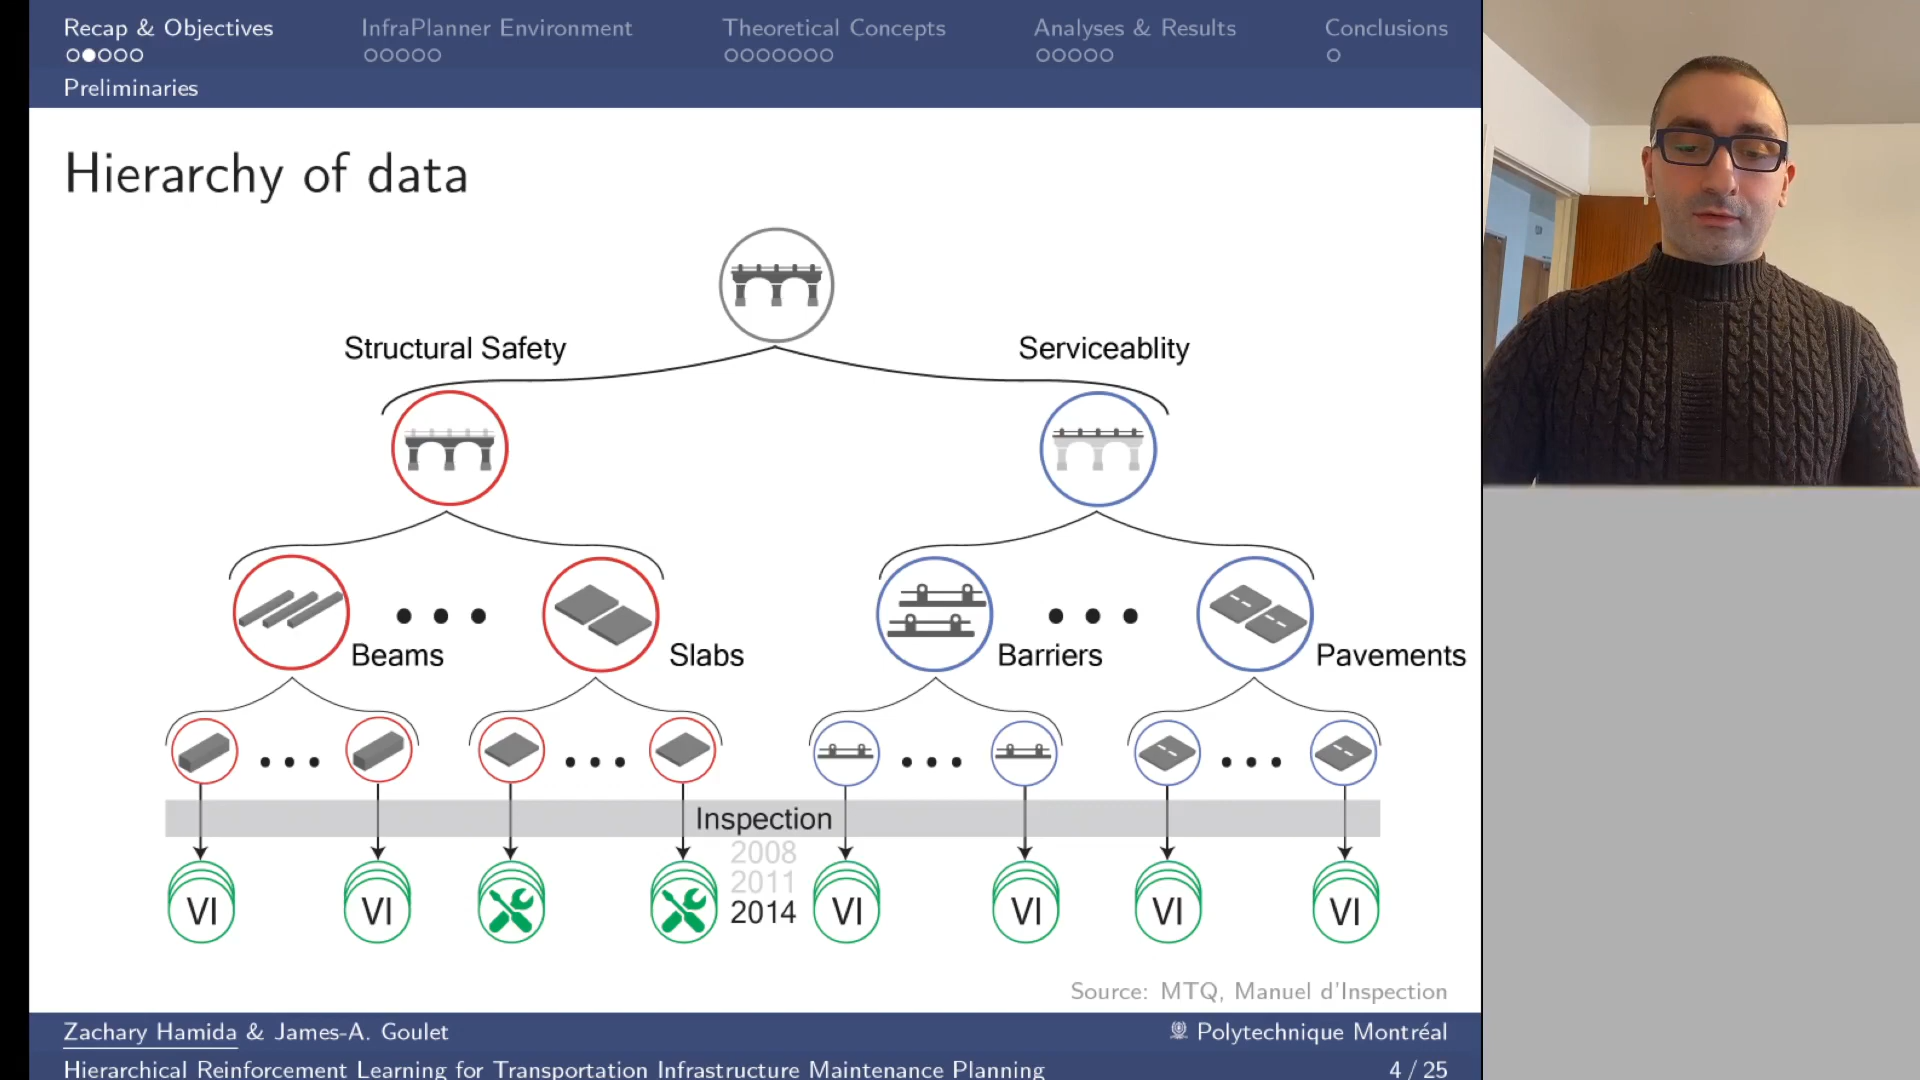 Recap & Objectives InfraPlanner Environment Theoretical Concepts Analyses & Results Conclusions
Preliminaries
Hierarchy of data
Structural Safety Serviceablity
Beams Slabs Barriers Pavements
Inspection
2008
2011
VI VI 2014 VI VI VI VI
Source: MTQ, Manuel d'Inspection
Zachary Hamida & James-A. Goulet Polytechnique Montréal
Hierarchical Reinforcement Learning for Transportation Infrastructure Maintenance Planning 4 / 25